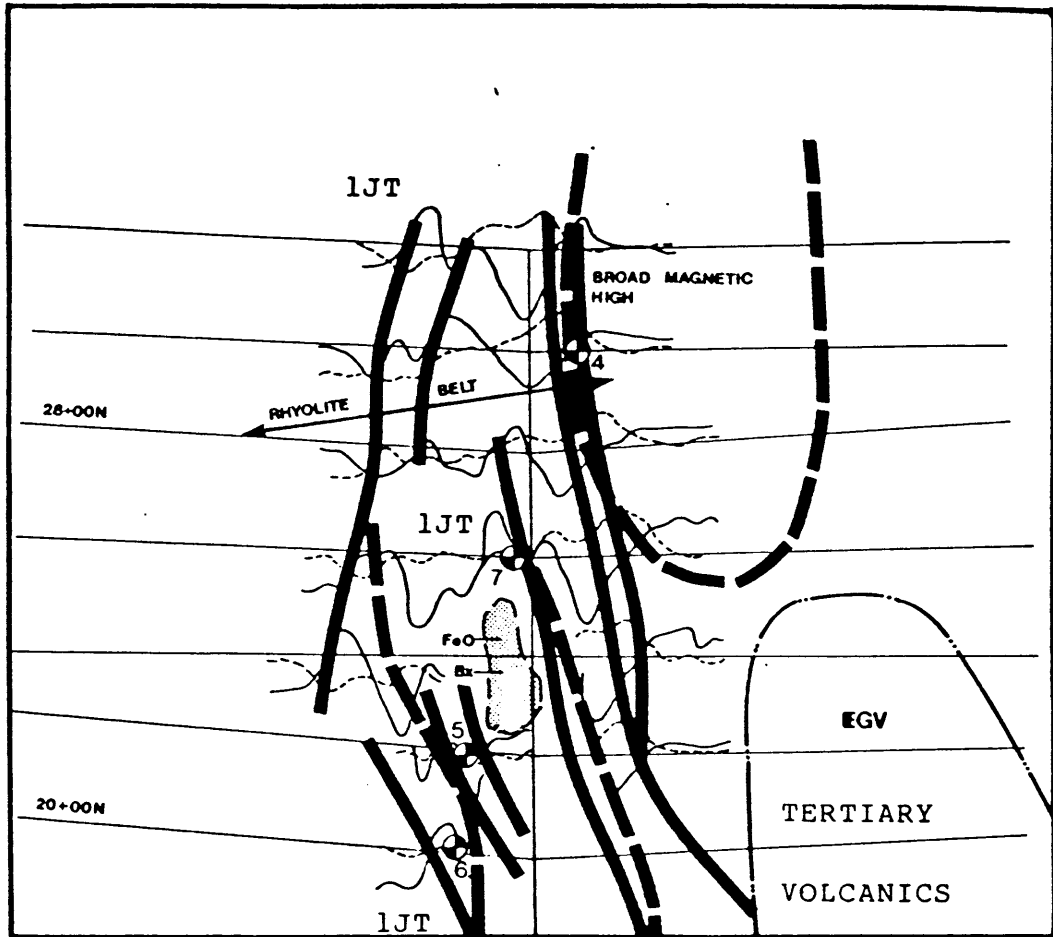 1JT
BROAD MAGNETIC
HIGH
4
RHYOLITE BELT
28+00N
1JT
7
FeO
Bx
5
EGV
20+00N
TERTIARY
6
VOLCANICS
1JT